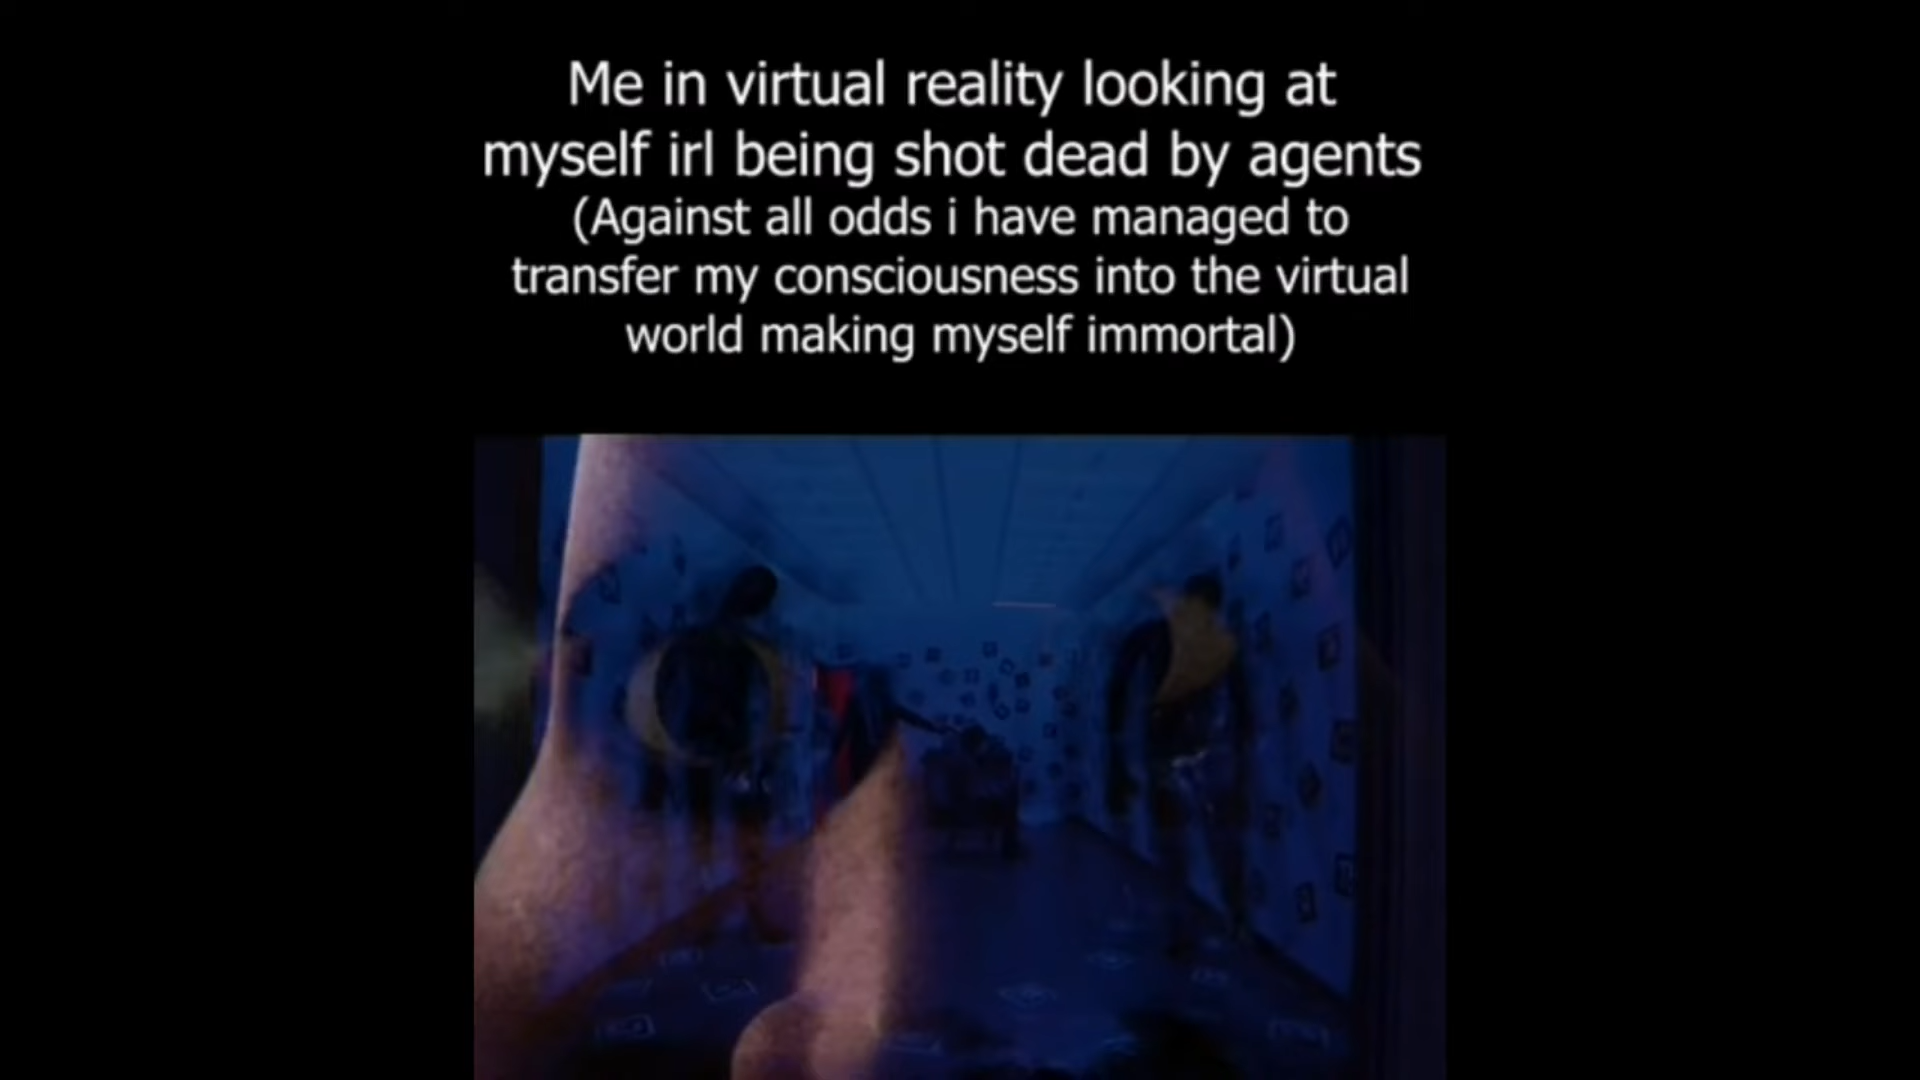 Me in virtual reality looking at
myself irl being shot dead by agents
(Against all odds i have managed to
transfer my consciousness into the virtual
world making myself immortal)